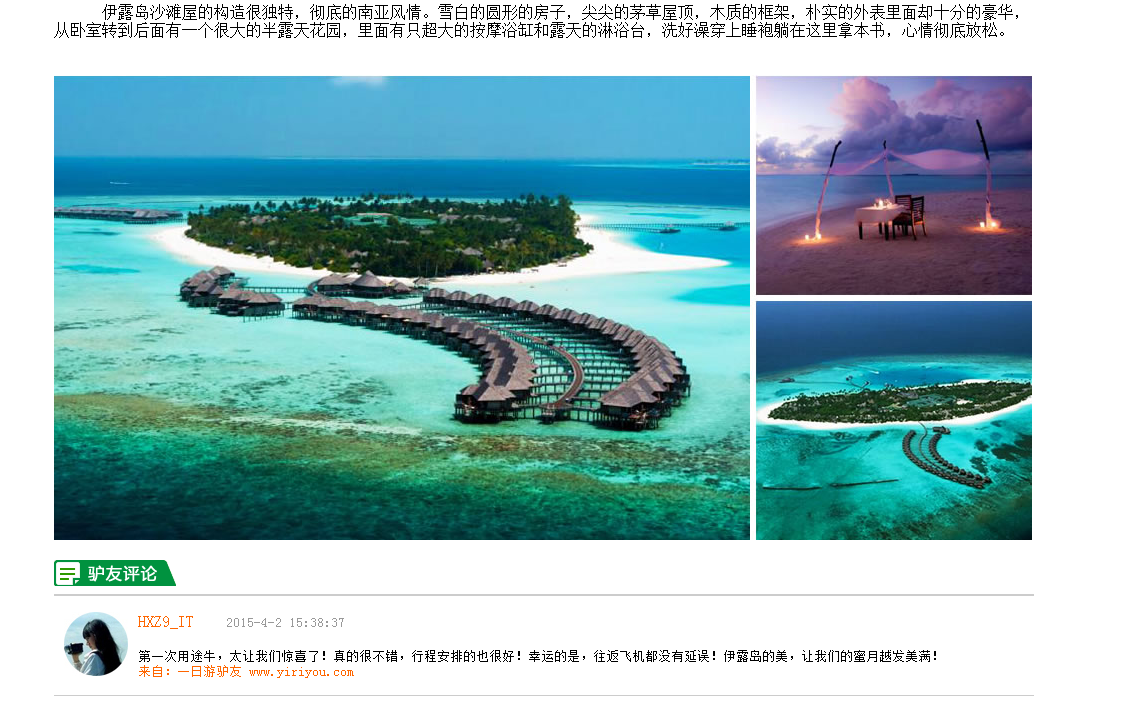 伊露岛沙滩屋的构造很独特，彻底的南亚风情。雪白的圆形的房子，尖尖的茅草屋顶，木质的框架，朴实的外表里面却十分的豪华，
从卧室转到后面有一个很大的半露天花园，里面有只超大的按摩浴缸和露天的淋浴台，洗好澡穿上睡袍躺在这里拿本书，心情彻底放松。
驴友评论
HXZ9_IT 2015-4-2 15:38:37
第一次用途牛，太让我们惊喜了！真的很不错，行程安排的也很好！幸运的是，往返飞机都没有延误！伊露岛的美，让我们的蜜月越发美满！
来自：一日游驴友 www.yiriyou.com